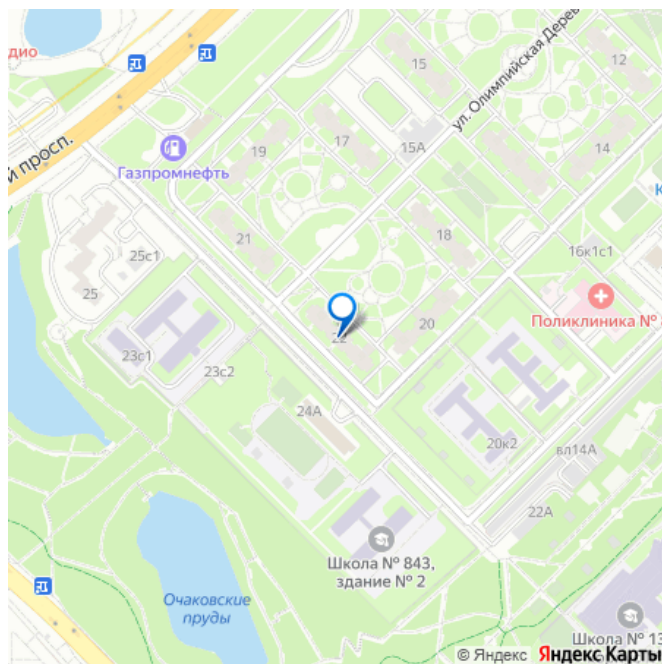 дио
й просп.
Газпромнефть
ул. Олимпийская Дерев
15
12
17
15А
19
14
К
18
21
16к1с1
25с1
25
Поликлиника №
22
20
23с1
23с2
24А
20к2
вл14А
22А
Школа № 843,
здание № 2
Очаковские
пруды
Школа № 13
© Яндекс Яндекс Карты